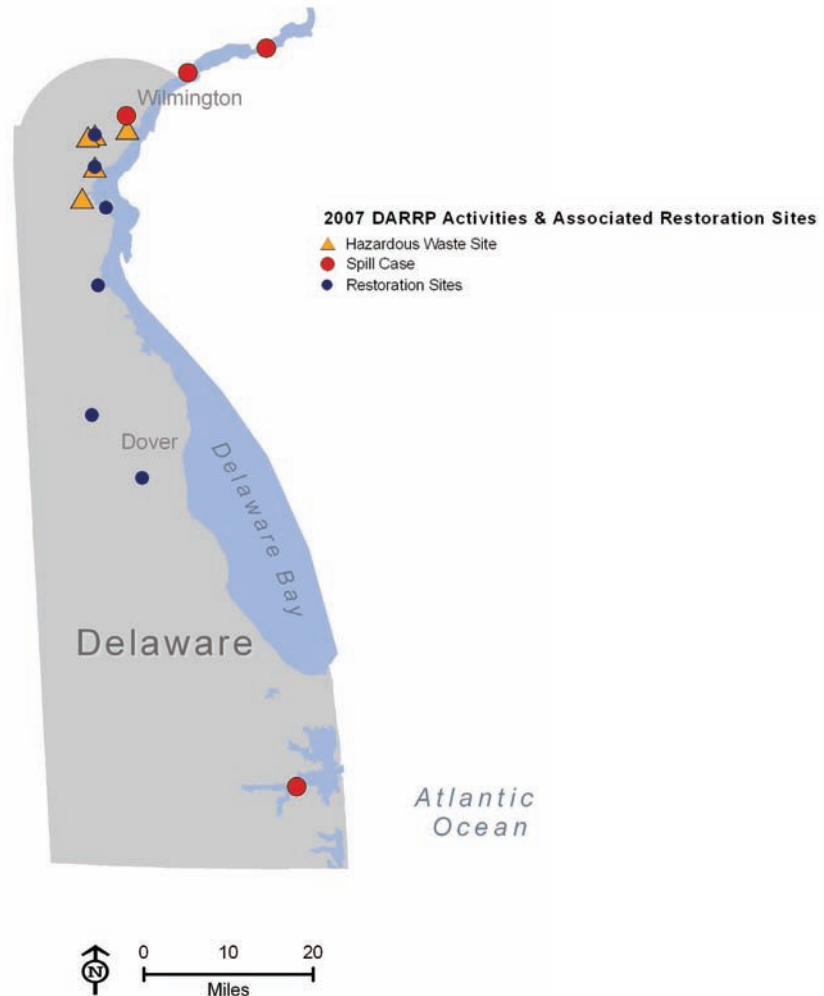 Wilmington
2007 DARRP Activities & Associated Restoration Sites
Hazardous Waste Site
Spill Case
Restoration Sites
Dover
Delaware Bay
Delaware
Atlantic
Ocean
N
0 10 20
Miles